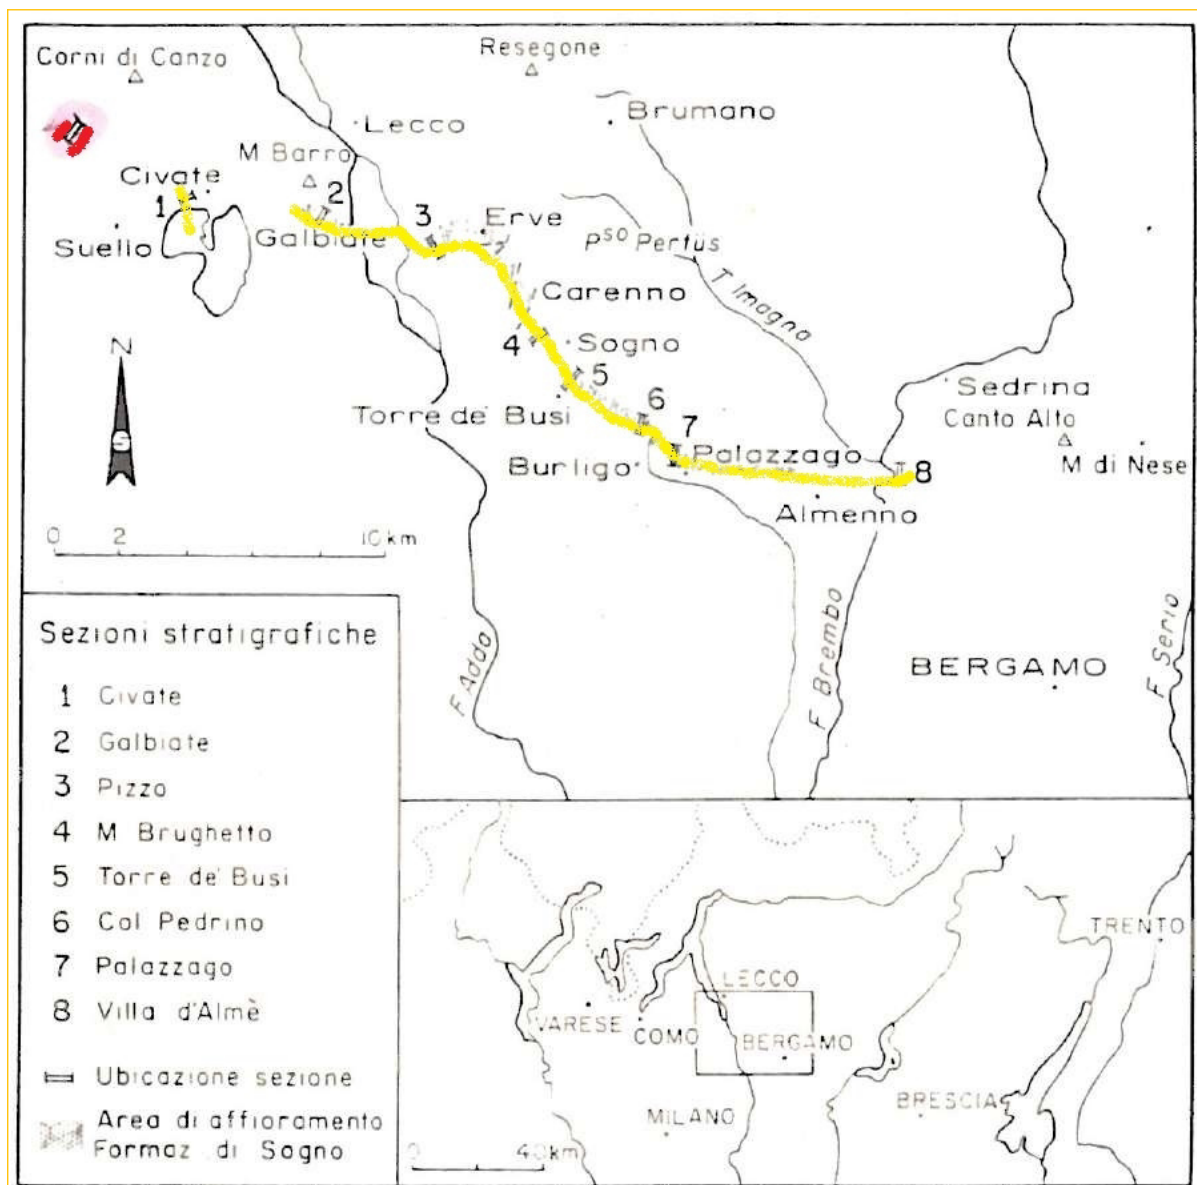 Corni di Canzo
Resegone
Brumano
Lecco
M Barro
Civate
1
2
3
Erve
Suello
Galbiate
Pso Pertüs
T Imagna
Carenno
4
Sogno
N
S
5
Sedrina
Torre de' Busi
6
Canto Alto
7
Palazzago
M di Nese
Burligo
8
Almenno
0 2 10 km
F Adda
F Brembo
F Serio
BERGAMO
Sezioni stratigrafiche
1 Civate
2 Galbiate
3 Pizzo
4 M Brughetto
5 Torre de' Busi
6 Col Pedrino
7 Palazzago
8 Villa d'Almè
Ubicazione sezione
Area di affioramento
Formaz. di Sogno
TRENTO
LECCO
VARESE
COMO
BERGAMO
BRESCIA
MILANO
0 40km